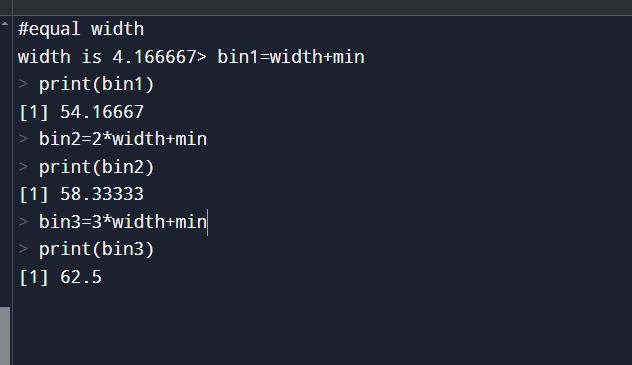 #equal width
width is 4.166667> bin1=width+min
> print(bin1)
[1] 54.16667
> bin2=2*width+min
> print(bin2)
[1] 58.33333
> bin3=3*width+min
> print(bin3)
[1] 62.5